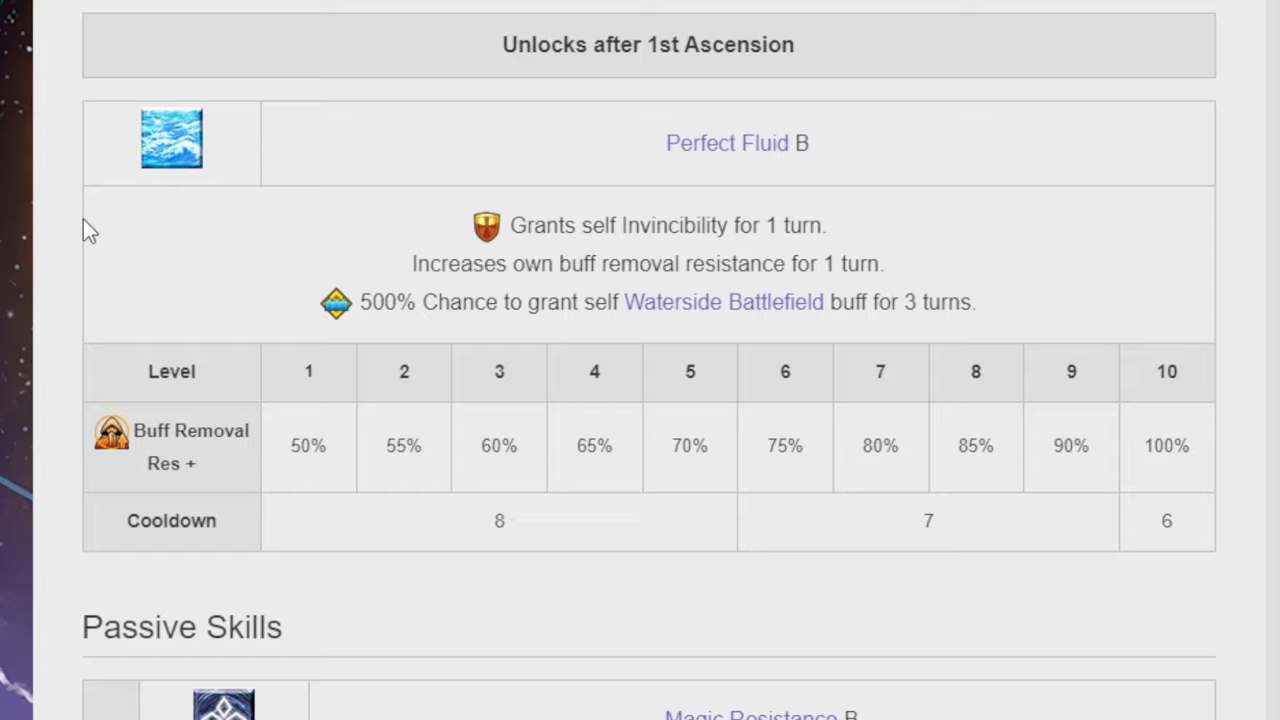 Unlocks after 1st Ascension
Perfect Fluid B
Grants self Invincibility for 1 turn.
Increases own buff removal resistance for 1 turn.
500% Chance to grant self Waterside Battlefield buff for 3 turns.
Level 1 2 3 4 5 6 7 8 9 10
Buff Removal
Res + 50% 55% 60% 65% 70% 75% 80% 85% 90% 100%
Cooldown 8 7 6
Passive Skills
Magic Resistance B